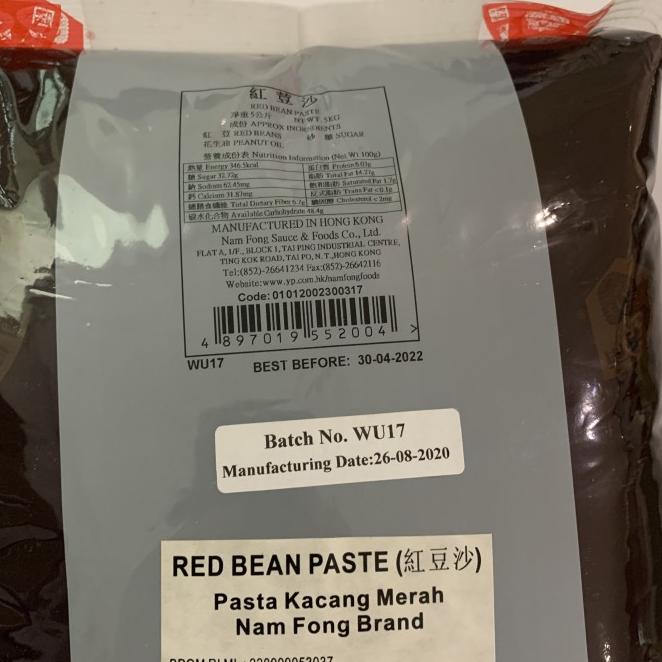 紅荳沙
RED BEAN PASTE
淨重5公斤 NETWT. 5KG
成份 APPROX INGREDIENTS
紅荳 RED BEANS 砂糖 SUGAR
花生油 PEANUT OIL
營養成份表 Nutrition Information (Net Wt 100g)
熱量 Energy 346.5kcal 蛋白質 Protein 8.03g
糖 Sugar 32.72g 脂肪 Total Fat 14.27g
鈉 Sodium 62.45mg 飽和脂肪 Saturated Fat 1.7g
鈣 Calcium 31.87mg 反式脂肪 Trans Fat < 0.1g
總膳食纖維 Total Dietary Fiber 6.7g 膽固醇 Cholesterol < 2mg
碳水化合物 Available Carbohydrate 48.4g
MANUFACTURED IN HONG KONG
Nam Fong Sauce & Foods Co., Ltd.
FLAT A, 1/F., BLOCK 1, TAI PING INDUSTRIAL CENTRE,
TING KOK ROAD, TAI PO, N.T., HONG KONG
Tel:(852)-26641234 Fax:(852)-26642116
Website:www.yp.com.hk/namfongfoods
Code: 01012002300317
4 897019 552004 >
WU17 BEST BEFORE: 30-04-2022
Batch No. WU17
Manufacturing Date:26-08-2020
RED BEAN PASTE (紅豆沙)
Pasta Kacang Merah
Nam Fong Brand